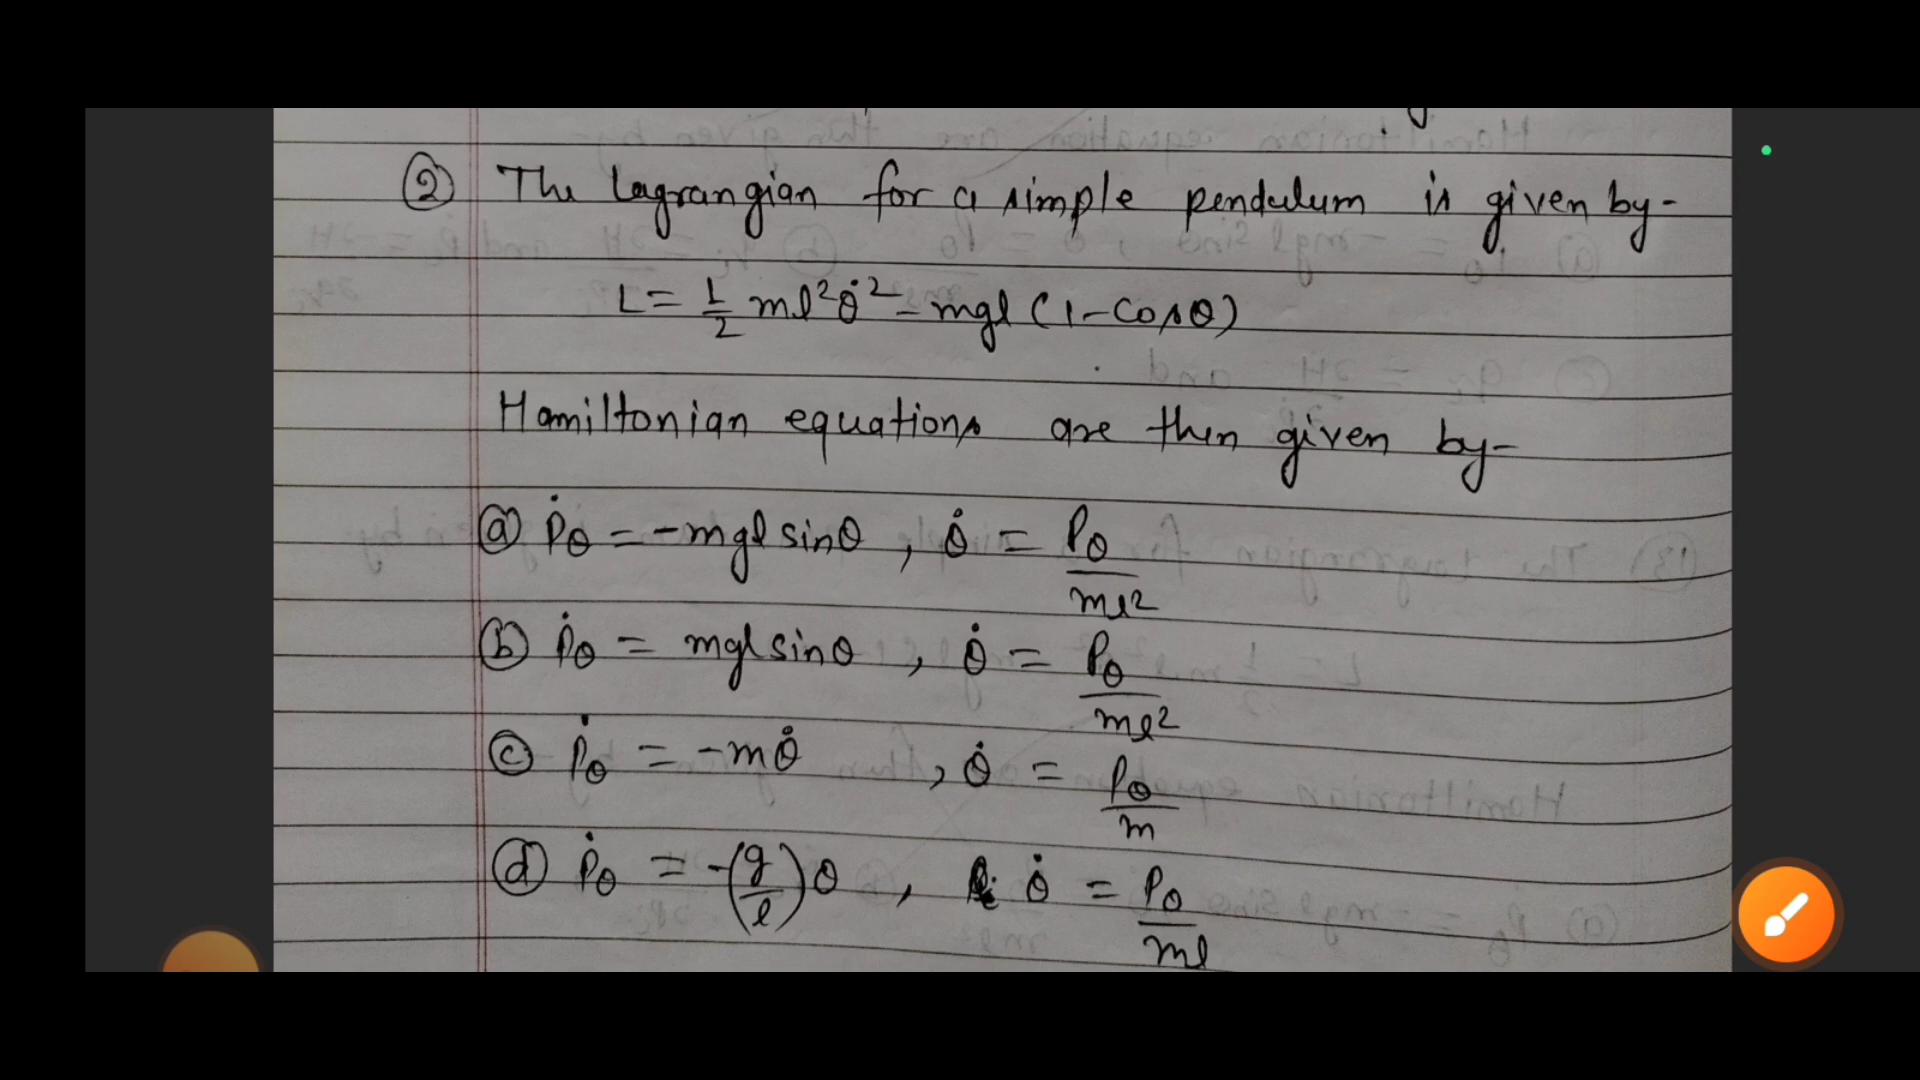 ② The Lagrangian for a simple pendulum is given by-
L = 1/2 ml²θ̇² - mgl (1-Cosθ)
Hamiltonian equations are then given by-
ⓐ Ṗθ = -mgl sinθ , θ̇ = Pθ/ml²
ⓑ Ṗθ = mgl sinθ , θ̇ = Pθ/ml²
ⓒ Ṗθ = -mθ̇ , θ̇ = Pθ/m
ⓓ Ṗθ = -(g/l)θ , θ̇ = Pθ/ml